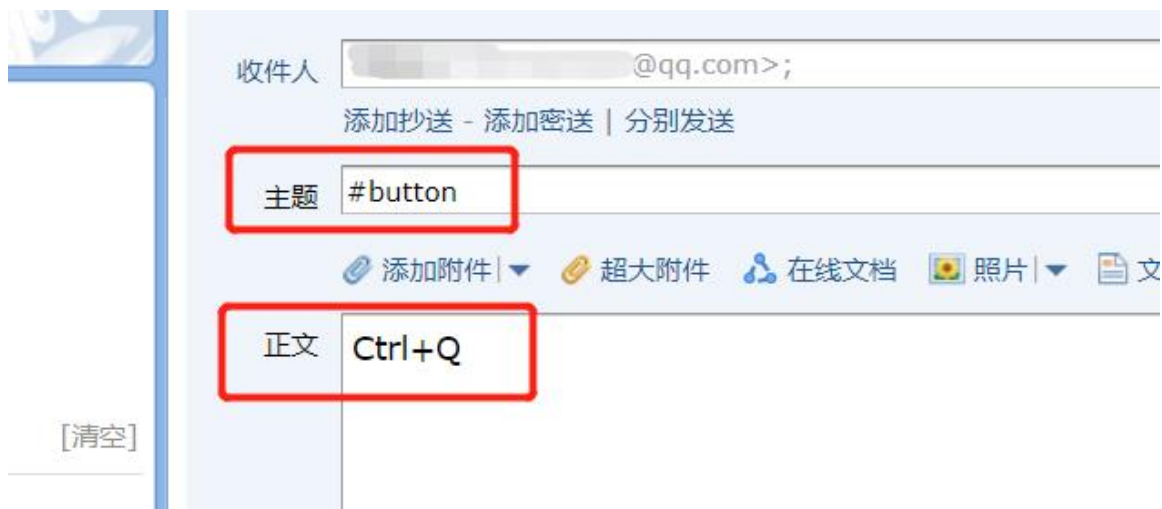 收件人 @qq.com>;
添加抄送 - 添加密送 | 分别发送
主题 #button
添加附件 | 超大附件 在线文档 照片 | 文
正文 Ctrl+Q
[清空]